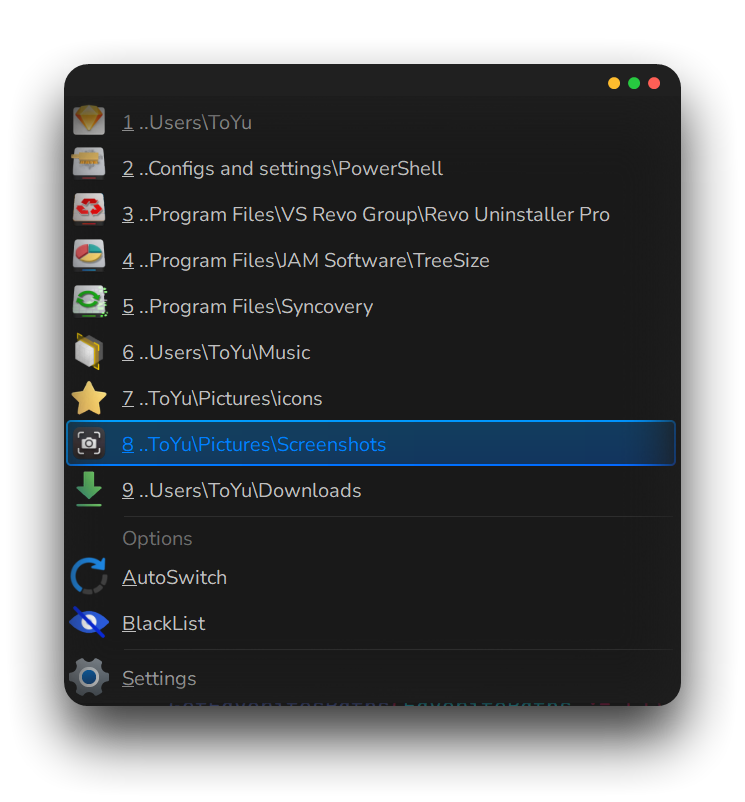 1 ..Users\ToYu
2 ..Configs and settings\PowerShell
3 ..Program Files\VS Revo Group\Revo Uninstaller Pro
4 ..Program Files\JAM Software\TreeSize
5 ..Program Files\Syncovery
6 ..Users\ToYu\Music
7 ..ToYu\Pictures\icons
8 ..ToYu\Pictures\Screenshots
9 ..Users\ToYu\Downloads
Options
AutoSwitch
BlackList
Settings